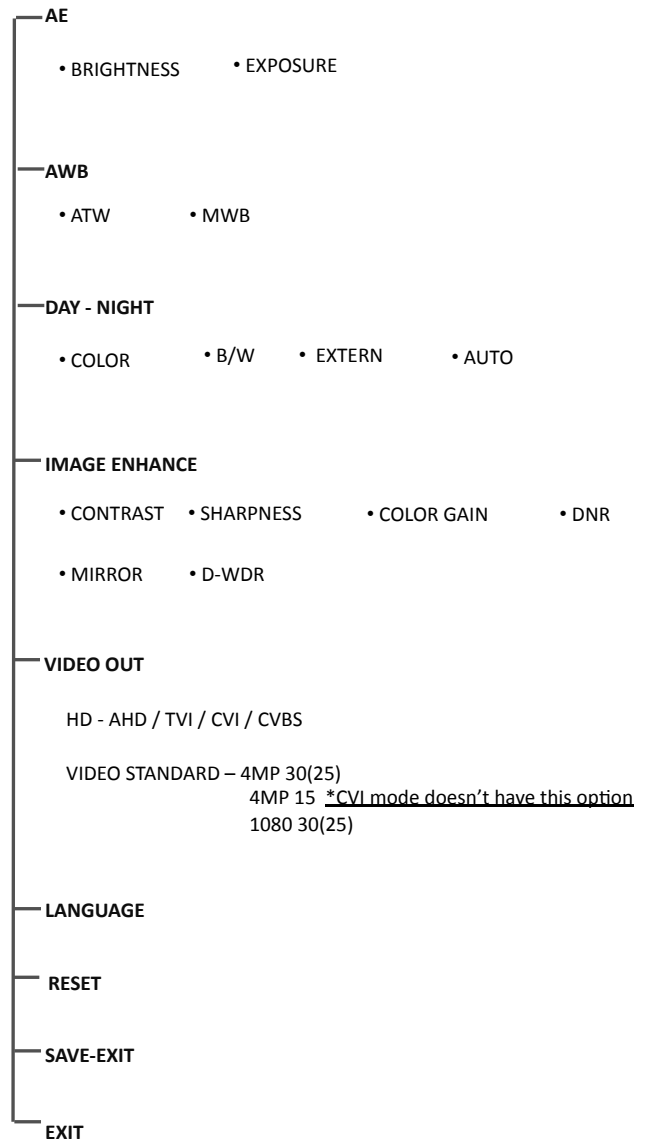 AE
• BRIGHTNESS • EXPOSURE
AWB
• ATW • MWB
DAY - NIGHT
• COLOR • B/W • EXTERN • AUTO
IMAGE ENHANCE
• CONTRAST • SHARPNESS • COLOR GAIN • DNR
• MIRROR • D-WDR
VIDEO OUT
HD - AHD / TVI / CVI / CVBS
VIDEO STANDARD – 4MP 30(25)
4MP 15 *CVI mode doesn’t have this option
1080 30(25)
LANGUAGE
RESET
SAVE-EXIT
EXIT